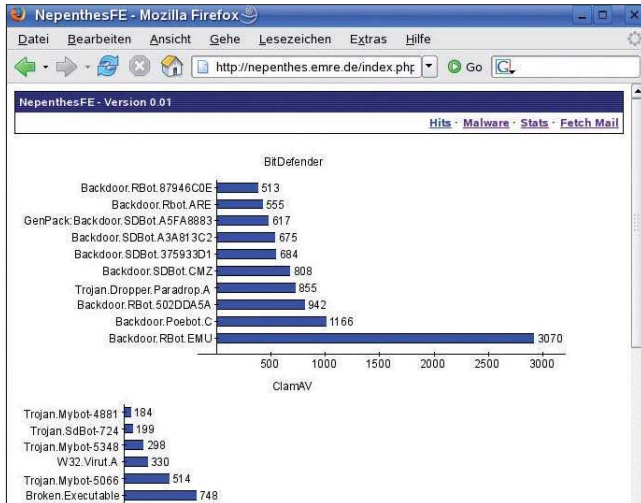 NepenthesFE - Mozilla Firefox
Datei Bearbeiten Ansicht Gehe Lesezeichen Extras Hilfe
http://nepenthes.emre.de/index.php Go G
NepenthesFE - Version 0.01
Hits · Malware · Stats · Fetch Mail
BitDefender
Backdoor.RBot.87946C0E 513
Backdoor.Rbot.ARE 555
GenPack:Backdoor.SDBot.A5FA8883 617
Backdoor.SDBot.A3A813C2 675
Backdoor.SDBot.375933D1 684
Backdoor.SDBot.CMZ 808
Trojan.Dropper.Paradrop.A 855
Backdoor.RBot.502DDA5A 942
Backdoor.Poebot.C 1166
Backdoor.RBot.EMU 3070
500 1000 1500 2000 2500 3000
ClamAV
Trojan.Mybot-4881 184
Trojan.SdBot-724 199
Trojan.Mybot-5348 298
W32.Virut.A 330
Trojan.Mybot-5066 514
Broken.Executable 748